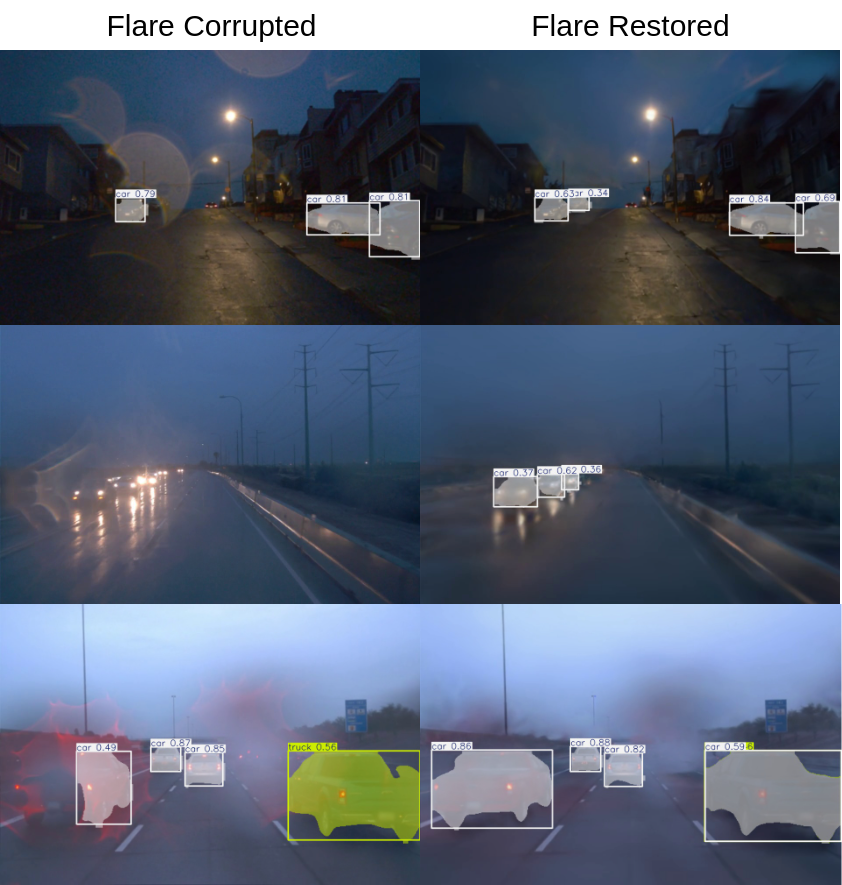 Flare Corrupted
Flare Restored
car 0.79
car 0.81
car 0.81
car 0.63
0.34
car 0.84
car 0.69
car 0.37
car 0.62
0.36
car 0.49
car 0.87
car 0.85
truck 0.56
car 0.86
car 0.88
car 0.82
car 0.59